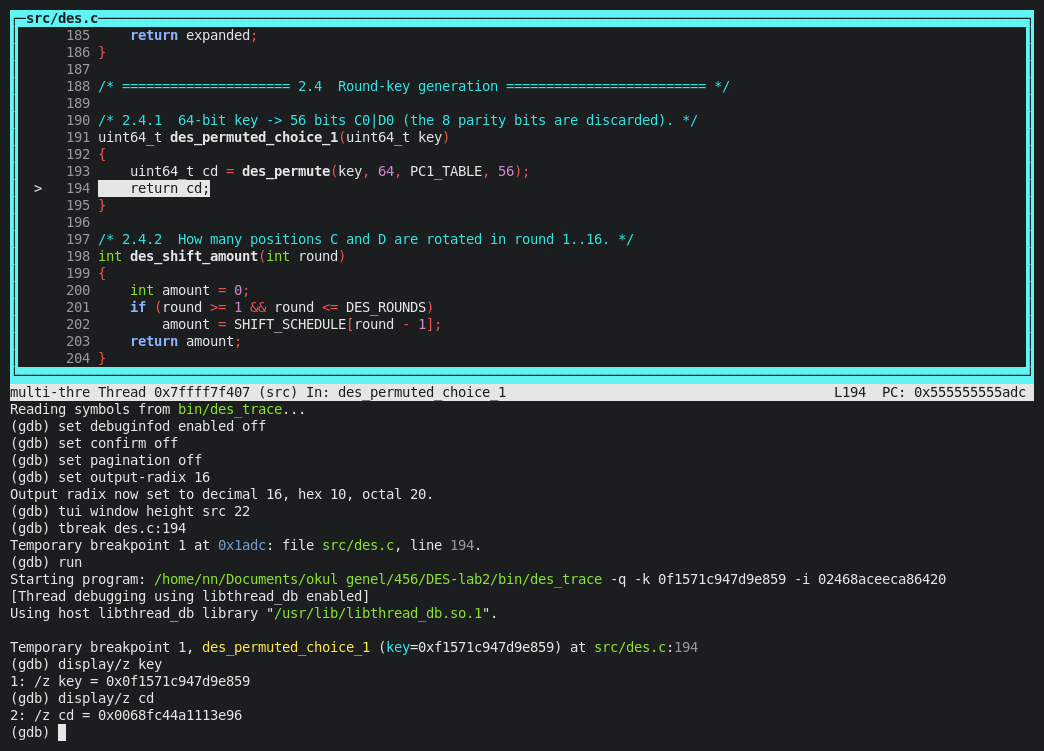 src/des.c
185     return expanded;
186 }
187
188 /* ===================== 2.4  Round-key generation ========================= */
189
190 /* 2.4.1  64-bit key -> 56 bits C0|D0 (the 8 parity bits are discarded). */
191 uint64_t des_permuted_choice_1(uint64_t key)
192 {
193     uint64_t cd = des_permute(key, 64, PC1_TABLE, 56);
>   194     return cd;
195 }
196
197 /* 2.4.2  How many positions C and D are rotated in round 1..16. */
198 int des_shift_amount(int round)
199 {
200     int amount = 0;
201     if (round >= 1 && round <= DES_ROUNDS)
202         amount = SHIFT_SCHEDULE[round - 1];
203     return amount;
204 }
multi-thre Thread 0x7ffff7f407 (src) In: des_permuted_choice_1 L194  PC: 0x555555555adc
Reading symbols from bin/des_trace...
(gdb) set debuginfod enabled off
(gdb) set confirm off
(gdb) set pagination off
(gdb) set output-radix 16
Output radix now set to decimal 16, hex 10, octal 20.
(gdb) tui window height src 22
(gdb) tbreak des.c:194
Temporary breakpoint 1 at 0x1adc: file src/des.c, line 194.
(gdb) run
Starting program: /home/nn/Documents/okul genel/456/DES-lab2/bin/des_trace -q -k 0f1571c947d9e859 -i 02468aceeca86420
[Thread debugging using libthread_db enabled]
Using host libthread_db library "/usr/lib/libthread_db.so.1".

Temporary breakpoint 1, des_permuted_choice_1 (key=0xf1571c947d9e859) at src/des.c:194
(gdb) display/z key
1: /z key = 0x0f1571c947d9e859
(gdb) display/z cd
2: /z cd = 0x0068fc44a1113e96
(gdb)